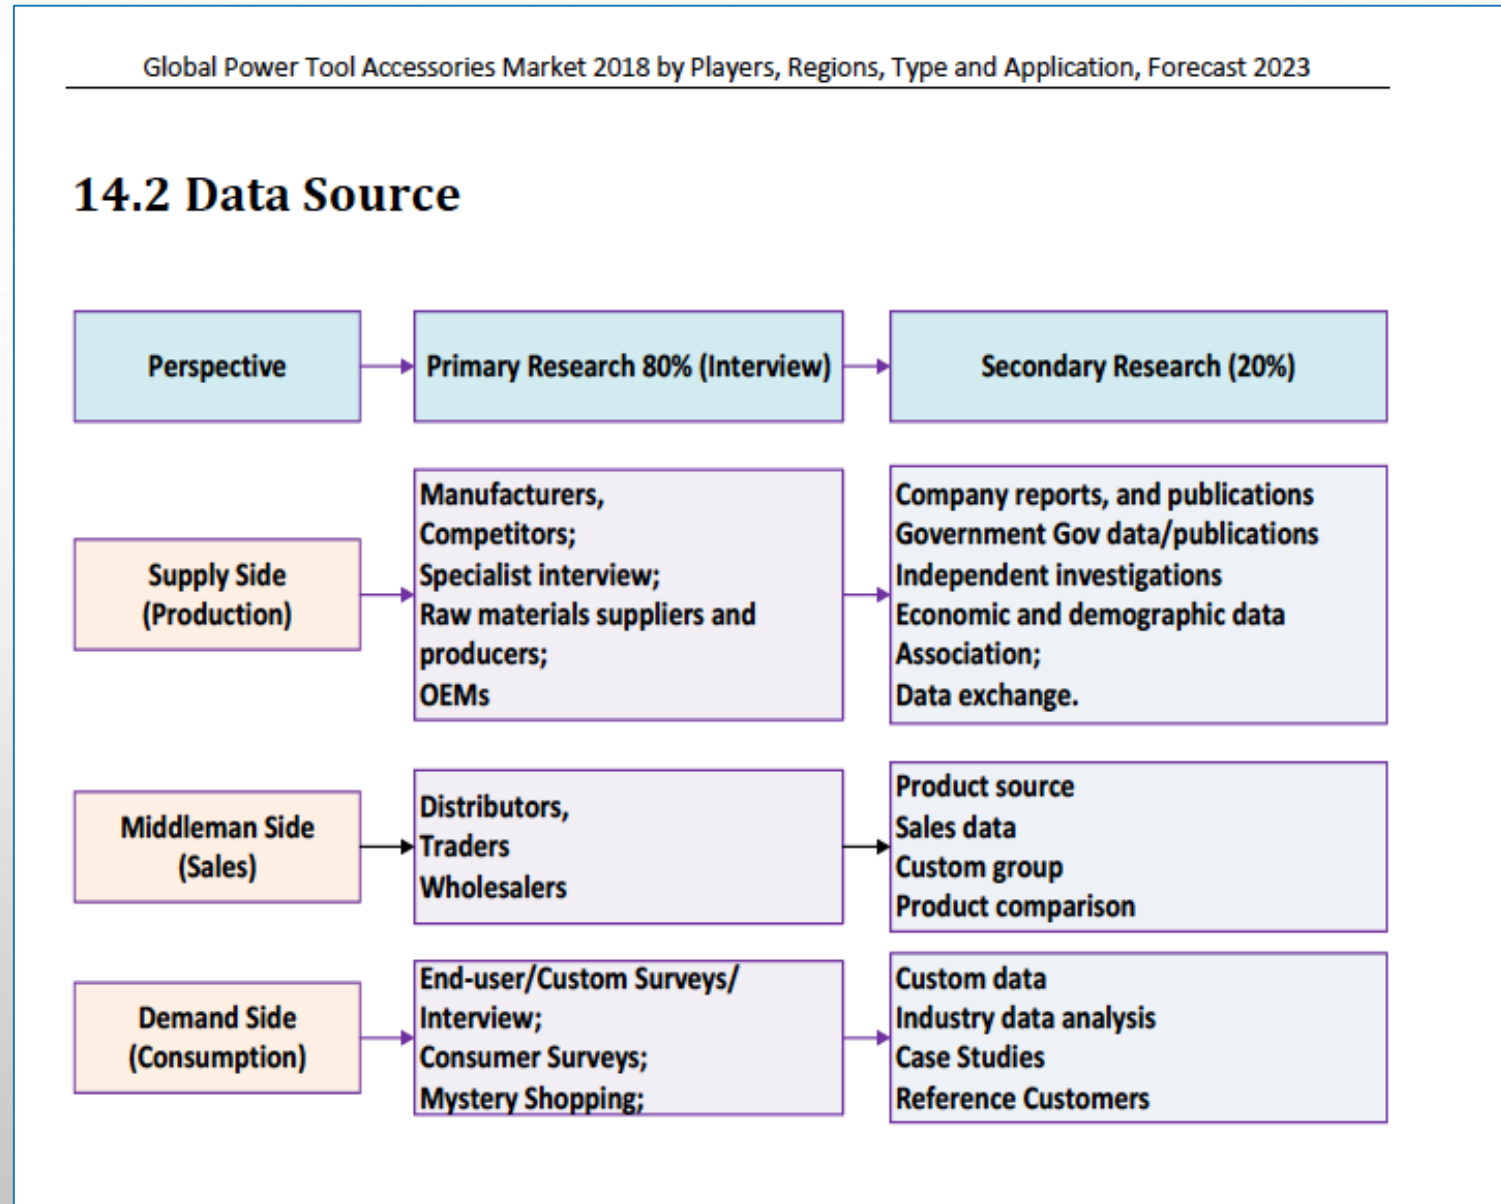 Global Power Tool Accessories Market 2018 by Players, Regions, Type and Application, Forecast 2023
14.2 Data Source
Perspective
Primary Research 80% (Interview)
Secondary Research (20%)
Supply Side
(Production)
Manufacturers,
Competitors;
Specialist interview;
Raw materials suppliers and
producers;
OEMs
Company reports, and publications
Government Gov data/publications
Independent investigations
Economic and demographic data
Association;
Data exchange.
Middleman Side
(Sales)
Distributors,
Traders
Wholesalers
Product source
Sales data
Custom group
Product comparison
Demand Side
(Consumption)
End-user/Custom Surveys/
Interview;
Consumer Surveys;
Mystery Shopping;
Custom data
Industry data analysis
Case Studies
Reference Customers